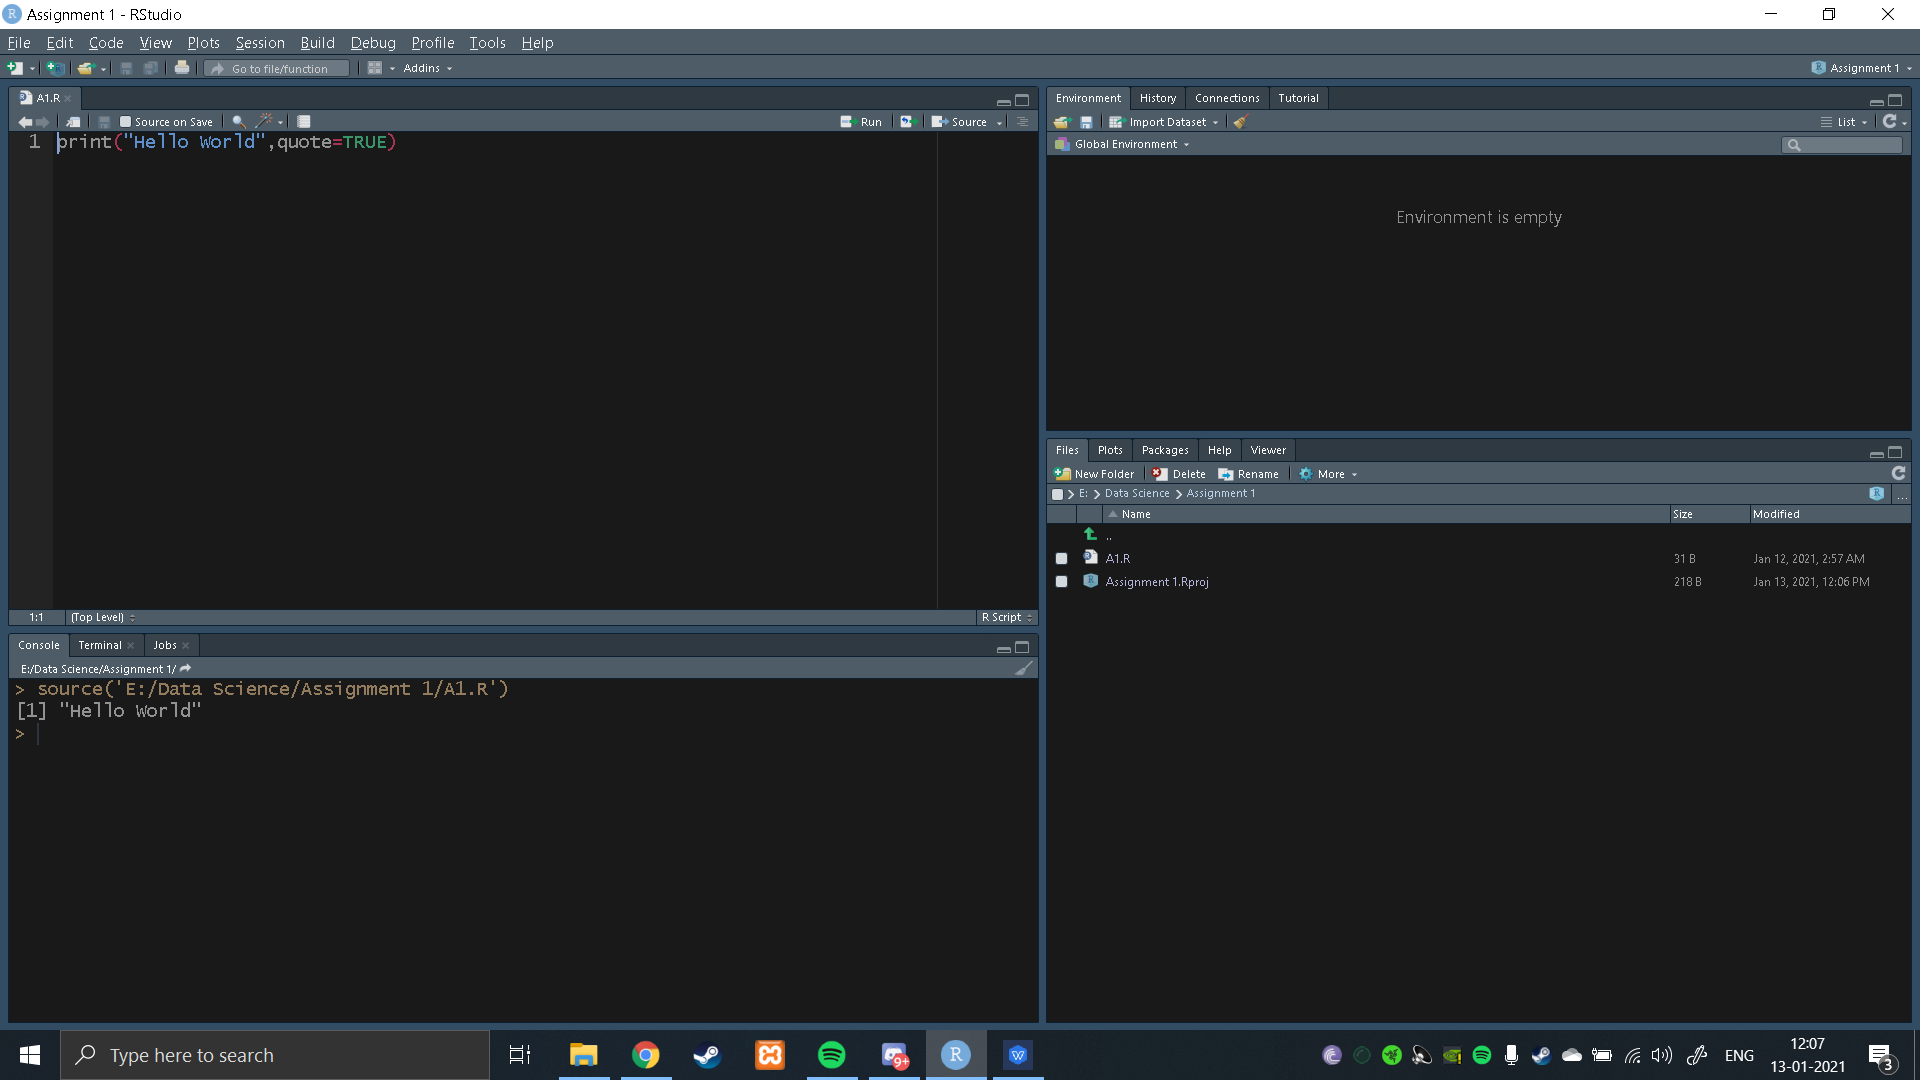 Assignment 1 - RStudio
File Edit Code View Plots Session Build Debug Profile Tools Help
Go to file/function Addins Assignment 1
A1.R
Source on Save Run Source
1 print("Hello World",quote=TRUE)
1:1 (Top Level) R Script
Console Terminal Jobs
E:/Data Science/Assignment 1/
> source('E:/Data Science/Assignment 1/A1.R')
[1] "Hello World"
>
Environment History Connections Tutorial
Import Dataset List
Global Environment
Environment is empty
Files Plots Packages Help Viewer
New Folder Delete Rename More
E: Data Science Assignment 1 ...
Name Size Modified
..
A1.R 31 B Jan 12, 2021, 2:57 AM
Assignment 1.Rproj 218 B Jan 13, 2021, 12:06 PM
Type here to search 9+ R W ENG 12:07
13-01-2021 3